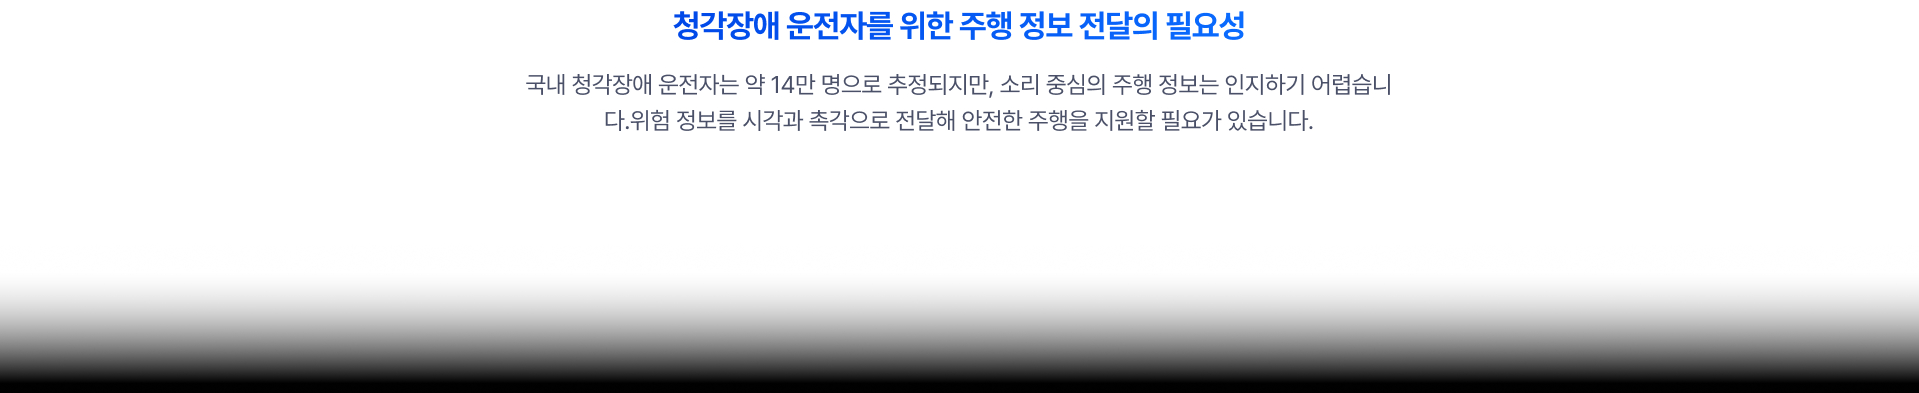 청각장애 운전자를 위한 주행 정보 전달의 필요성
국내 청각장애 운전자는 약 14만 명으로 추정되지만, 소리 중심의 주행 정보는 인지하기 어렵습니
다.위험 정보를 시각과 촉각으로 전달해 안전한 주행을 지원할 필요가 있습니다.